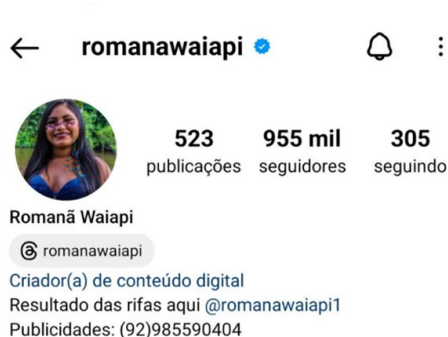 romanawaiapi
523 955 mil 305
publicações seguidores seguindo
Romanã Waiapi
romanawaiapi
Criador(a) de conteúdo digital
Resultado das rifas aqui @romanawaiapi1
Publicidades: (92)985590404